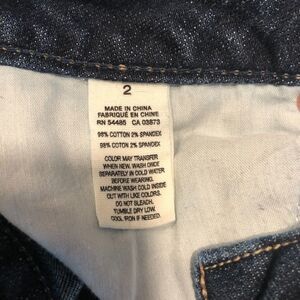 2
MADE IN CHINA
FABRIQUÉ EN CHINE
RN 54485 CA 03873
98% COTTON 2% SPANDEX
98% COTON 2% SPANDEX
COLOR MAY TRANSFER
WHEN NEW. WASH ONCE
SEPARATELY IN COLD WATER
BEFORE WEARING.
MACHINE WASH COLD INSIDE
OUT WITH LIKE COLORS.
DO NOT BLEACH.
TUMBLE DRY LOW.
COOL IRON IF NEEDED.